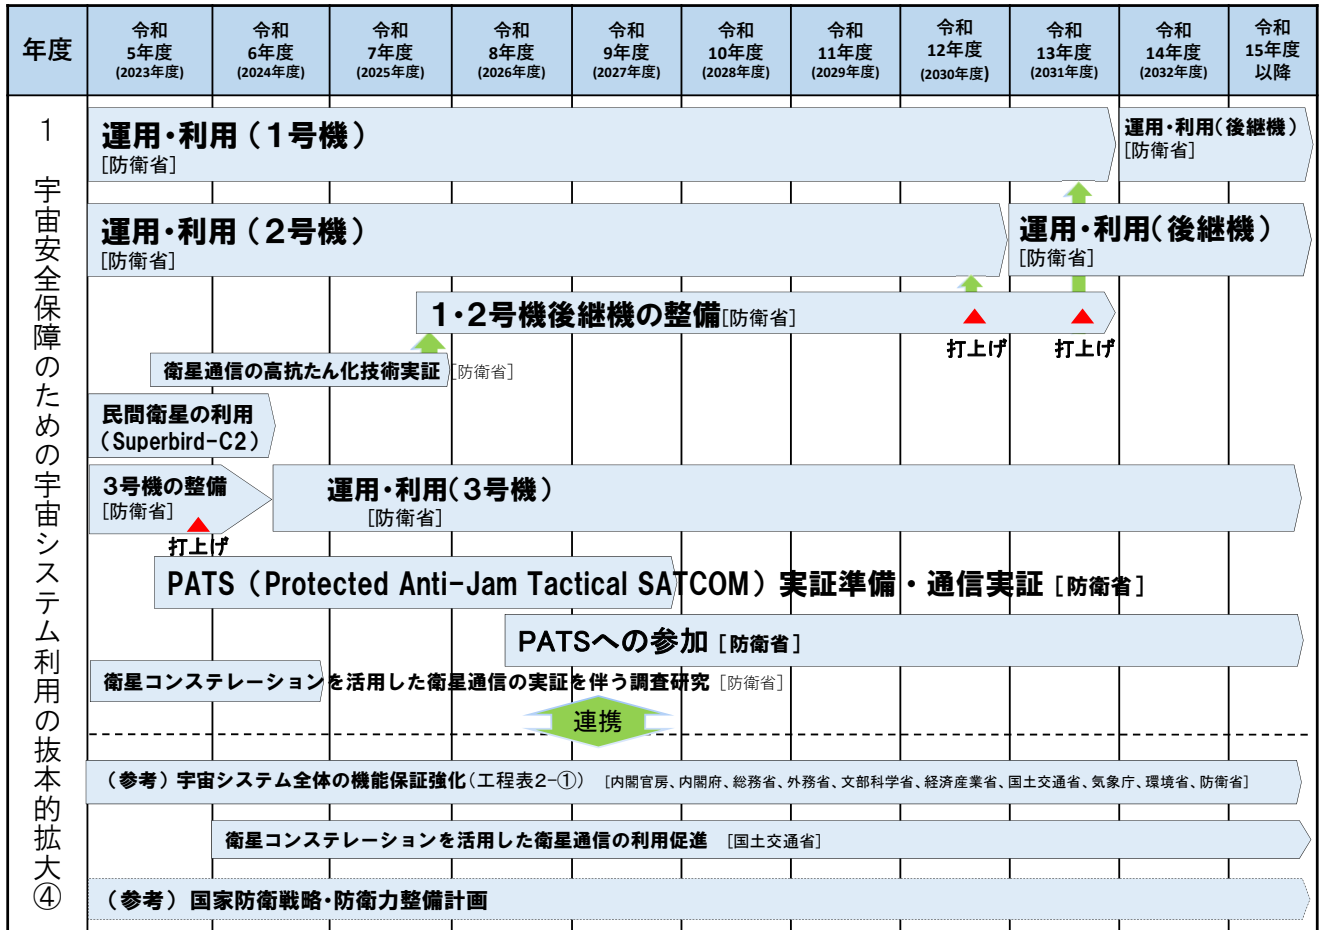 年度
令和
5年度
(2023年度)
令和
6年度
(2024年度)
令和
7年度
(2025年度)
令和
8年度
(2026年度)
令和
9年度
(2027年度)
令和
10年度
(2028年度)
令和
11年度
(2029年度)
令和
12年度
(2030年度)
令和
13年度
(2031年度)
令和
14年度
(2032年度)
令和
15年度
以降
1 宇宙安全保障のための宇宙システム利用の抜本的拡大④
運用・利用（１号機）
[防衛省]
運用・利用（後継機）
[防衛省]
運用・利用（２号機）
[防衛省]
運用・利用（後継機）
[防衛省]
１・２号機後継機の整備[防衛省]
打上げ
打上げ
衛星通信の高抗たん化技術実証[防衛省]
民間衛星の利用
（Superbird-C2）
３号機の整備
[防衛省]
打上げ
運用・利用（３号機）
[防衛省]
PATS（Protected Anti-Jam Tactical SATCOM）実証準備・通信実証［防衛省］
PATSへの参加［防衛省］
衛星コンステレーションを活用した衛星通信の実証を伴う調査研究［防衛省］
連携
（参考）宇宙システム全体の機能保証強化（工程表2-①）［内閣官房、内閣府、総務省、外務省、文部科学省、経済産業省、国土交通省、気象庁、環境省、防衛省］
衛星コンステレーションを活用した衛星通信の利用促進［国土交通省］
（参考）国家防衛戦略・防衛力整備計画